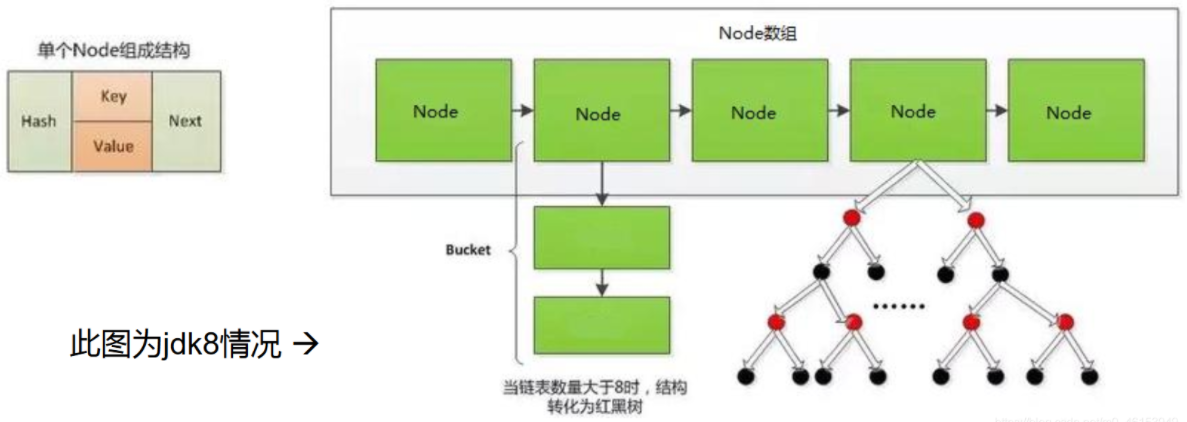 单个Node组成结构
Hash
Key
Value
Next
Node数组
Node
Node
Node
Node
Node
Bucket
......
此图为jdk8情况 →
当链表数量大于8时，结构
转化为红黑树